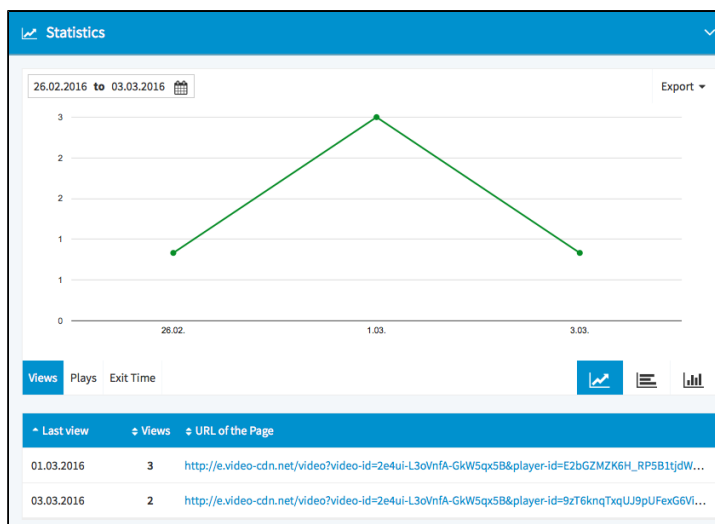 Statistics
26.02.2016 to 03.03.2016
Export
3
2
2
1
1
0
26.02. 1.03. 3.03.
Views Plays Exit Time
Last view Views URL of the Page
01.03.2016 3 http://e.video-cdn.net/video?video-id=2e4ui-L3oVnfA-GkW5qx5B&player-id=E2bGZMZK6H_RP5B1tjdW...
03.03.2016 2 http://e.video-cdn.net/video?video-id=2e4ui-L3oVnfA-GkW5qx5B&player-id=9zT6knqTxqUJ9pUFexG6Vi...